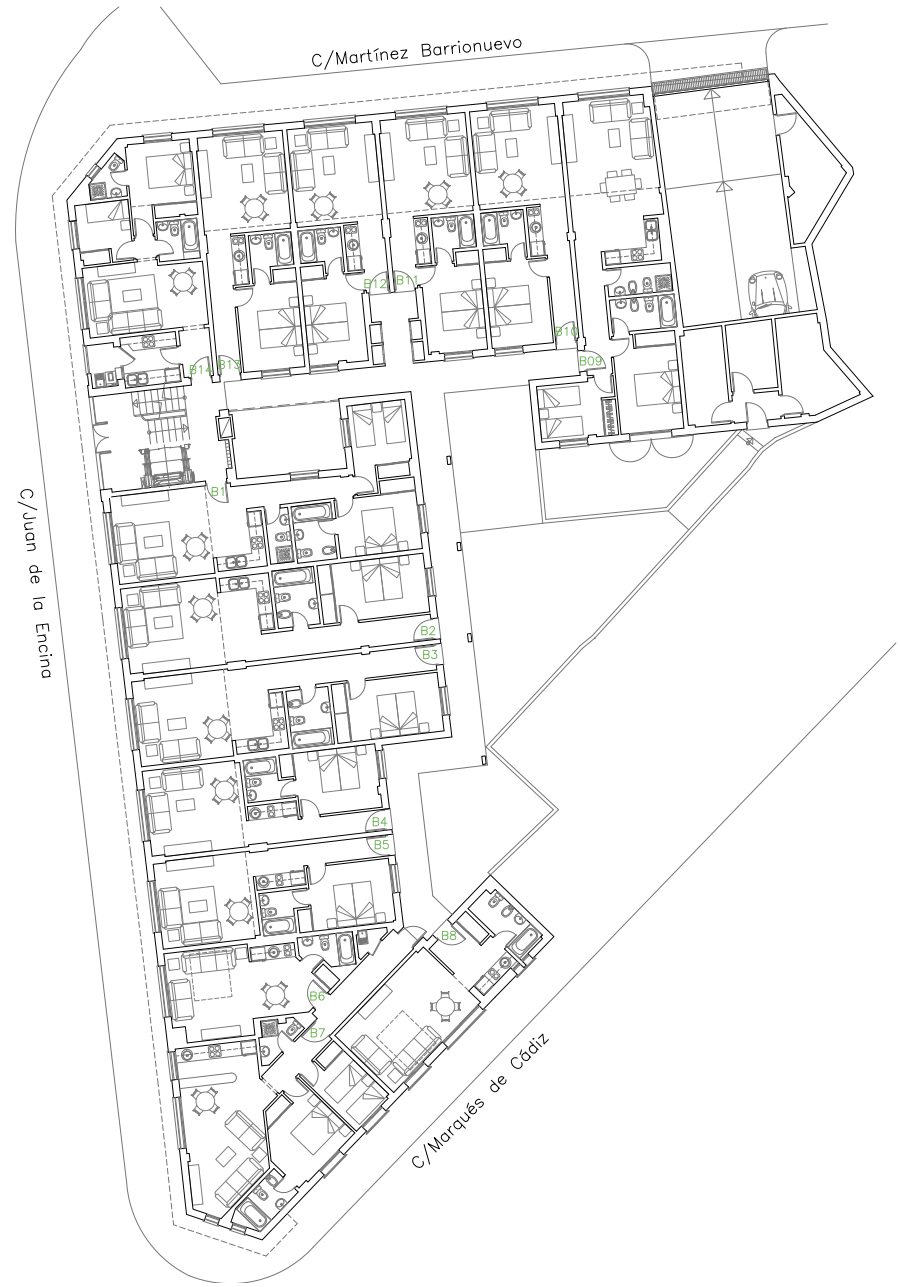 C/Martínez Barrionuevo
B12
B11
B10
B09
B14
B13
B1
C/Juan de la Encina
B2
B3
B4
B5
B8
B6
B7
C/Marqués de Cádiz